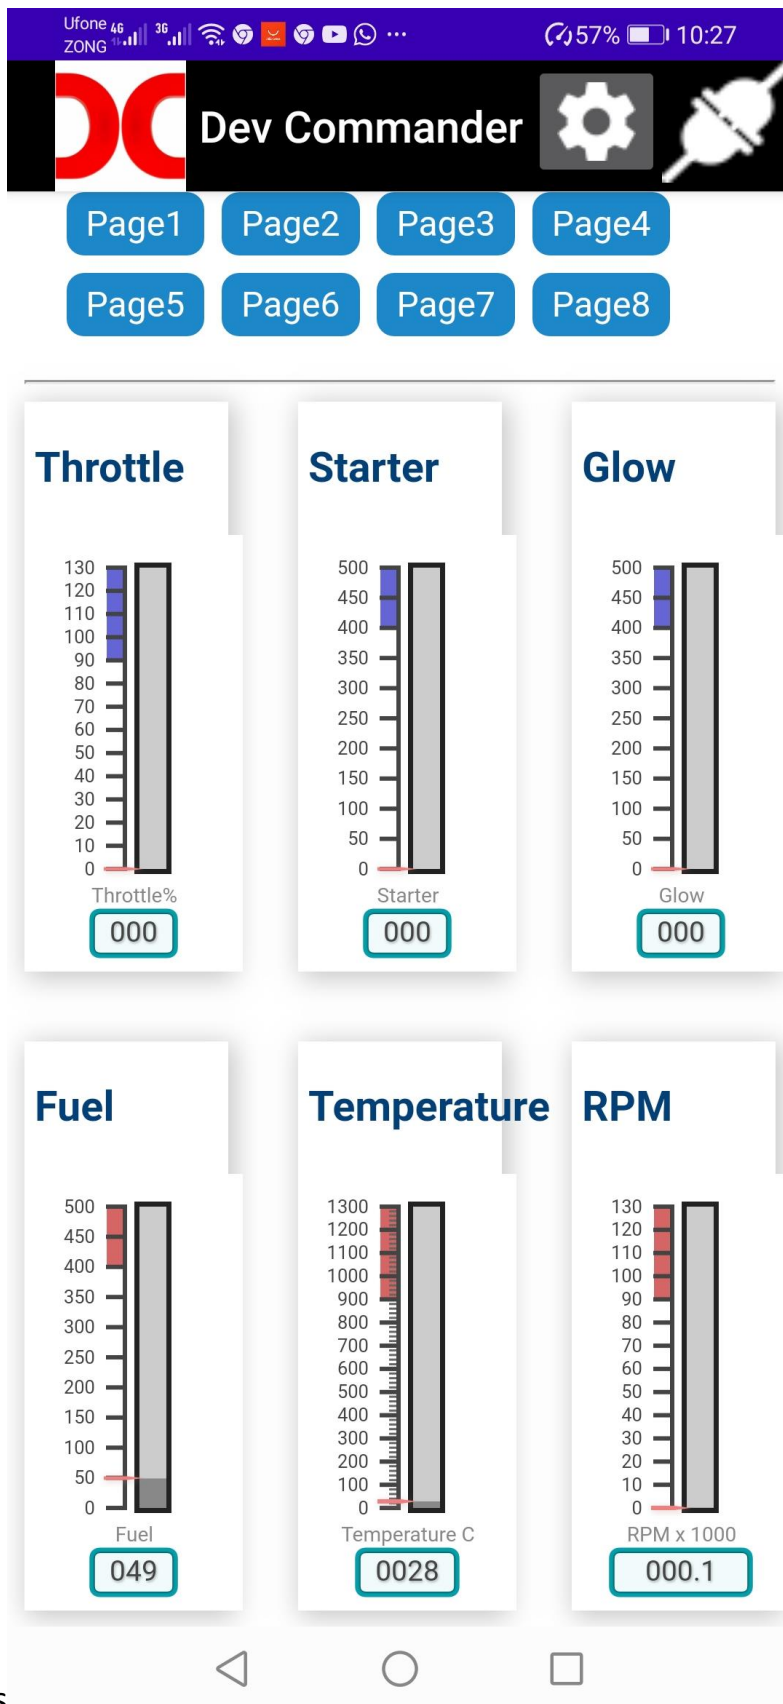 Ufone 4G 3G 57% 10:27
ZONG
DC Dev Commander
Page1 Page2 Page3 Page4
Page5 Page6 Page7 Page8
Throttle Starter Glow
130 500 500
120 450 450
110 400 400
100 350 350
90 300 300
80 250 250
70 200 200
60 150 150
50 100 100
40 50 50
30 0 0
20
10
0
Throttle% Starter Glow
000 000 000
Fuel Temperature RPM
500 1300 130
450 1200 120
400 1100 110
350 1000 100
300 900 90
250 800 80
200 700 70
150 600 60
100 500 50
50 400 40
0 300 30
200 20
100 10
0 0
Fuel Temperature C RPM x 1000
049 0028 000.1
s